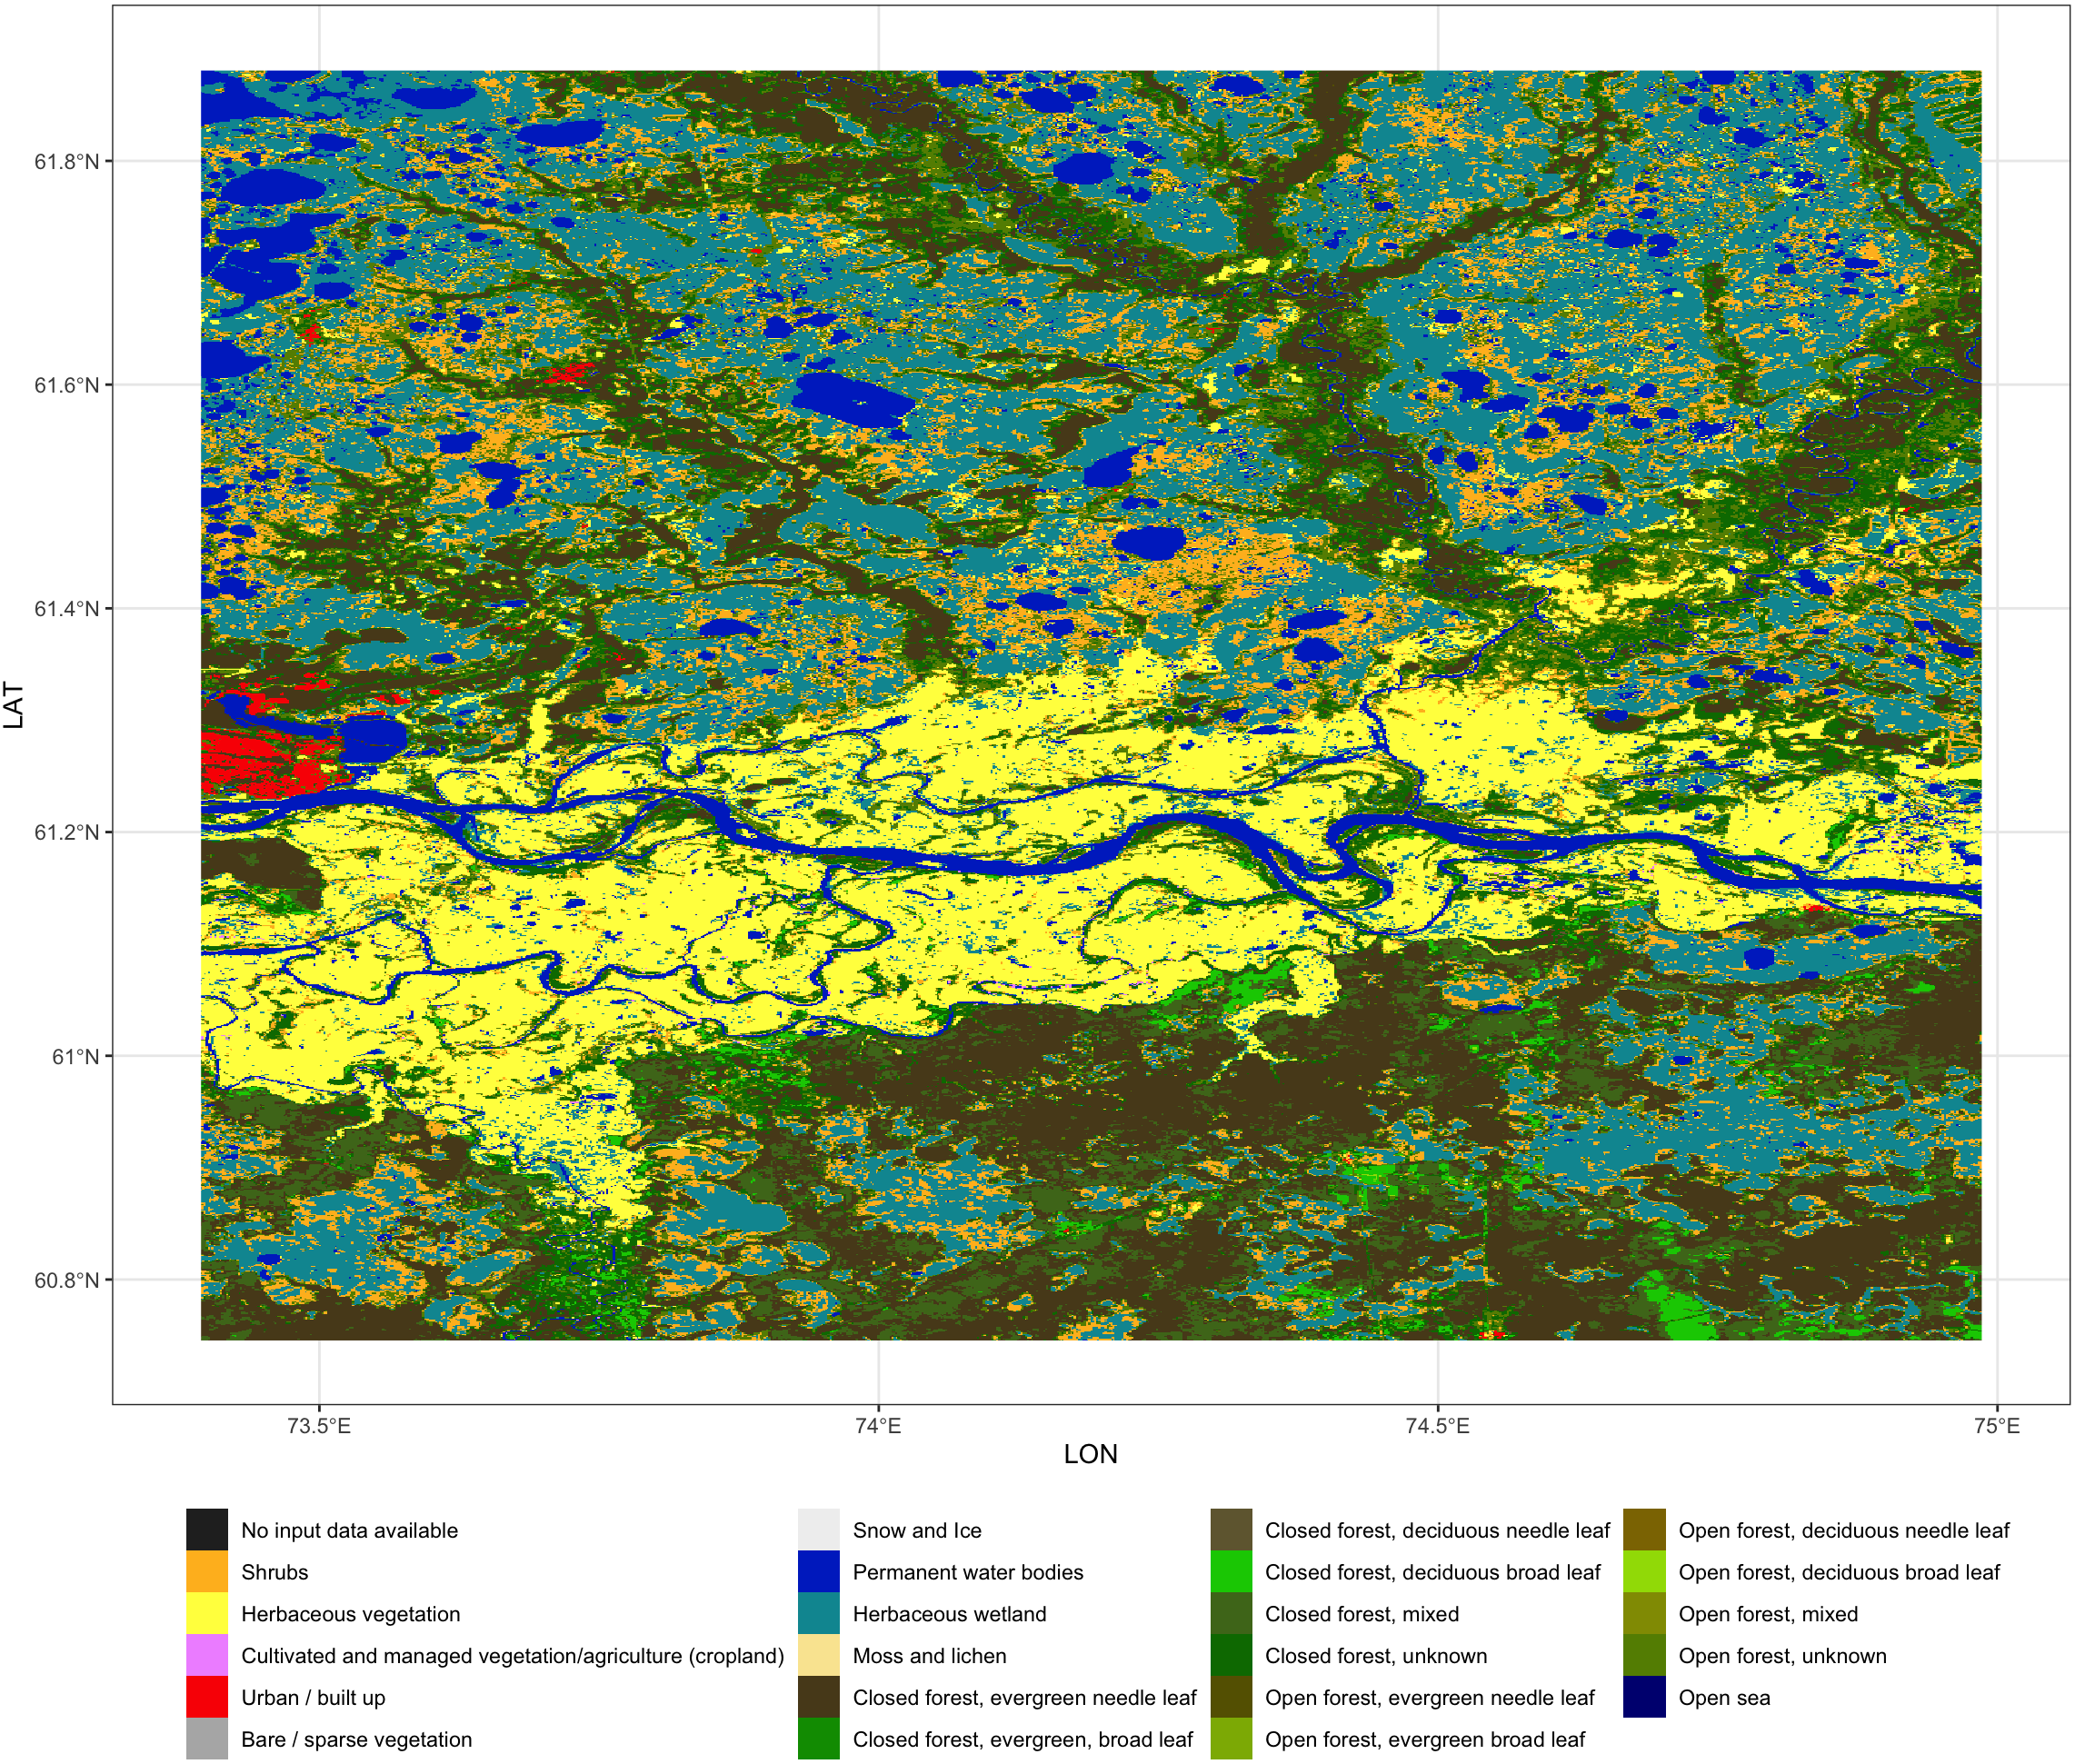 61.8°N
61.6°N
61.4°N
61.2°N
61°N
60.8°N
LAT
73.5°E
74°E
74.5°E
75°E
LON
No input data available
Shrubs
Herbaceous vegetation
Cultivated and managed vegetation/agriculture (cropland)
Urban / built up
Bare / sparse vegetation
Snow and Ice
Permanent water bodies
Herbaceous wetland
Moss and lichen
Closed forest, evergreen needle leaf
Closed forest, evergreen, broad leaf
Closed forest, deciduous needle leaf
Closed forest, deciduous broad leaf
Closed forest, mixed
Closed forest, unknown
Open forest, evergreen needle leaf
Open forest, evergreen broad leaf
Open forest, deciduous needle leaf
Open forest, deciduous broad leaf
Open forest, mixed
Open forest, unknown
Open sea